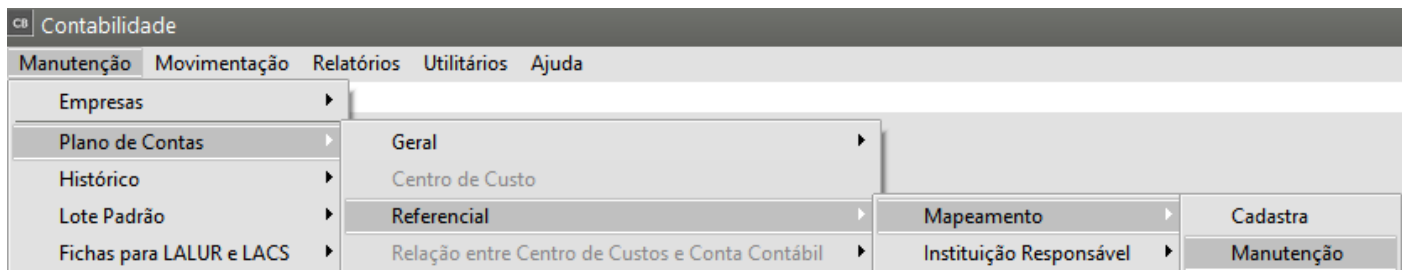 CB Contabilidade
Manutenção Movimentação Relatórios Utilitários Ajuda
Empresas
Plano de Contas Geral
Histórico Centro de Custo
Lote Padrão Referencial Mapeamento Cadastra
Fichas para LALUR e LACS Relação entre Centro de Custos e Conta Contábil Instituição Responsável Manutenção